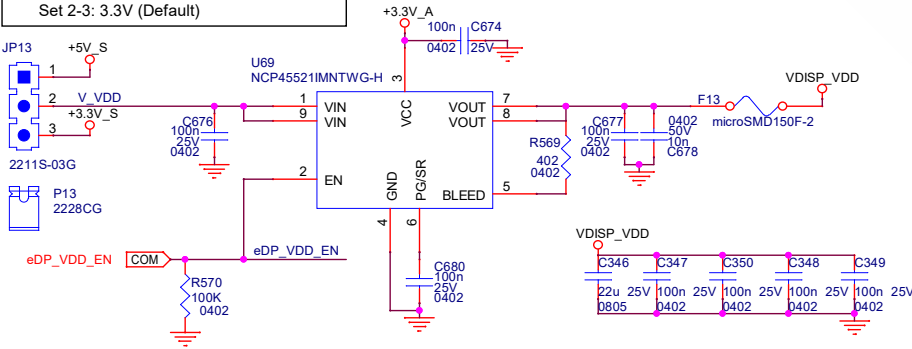 Set 2-3: 3.3V (Default)
JP13
+5V_S
1
2
V_VDD
+3.3V_S
3
2211S-03G
P13
2228CG
eDP_VDD_EN
COM
eDP_VDD_EN
R570
100K
0402
C676
100n
25V
0402
U69
NCP45521IMNTWG-H
+3.3V_A
100n
C674
0402
25V
3
1
VIN
9
VIN
VCC
2
EN
GND
PG/SR
4
6
VOUT
7
VOUT
8
BLEED
5
C680
100n
25V
0402
R569
402
0402
C677
100n
25V
0402
0402
50V
10n
C678
F13
microSMD150F-2
VDISP_VDD
VDISP_VDD
C346
C347
C350
C348
C349
22u 25V 100n 25V 100n 25V 100n 25V 100n 25V
0805
0402
0402
0402
0402